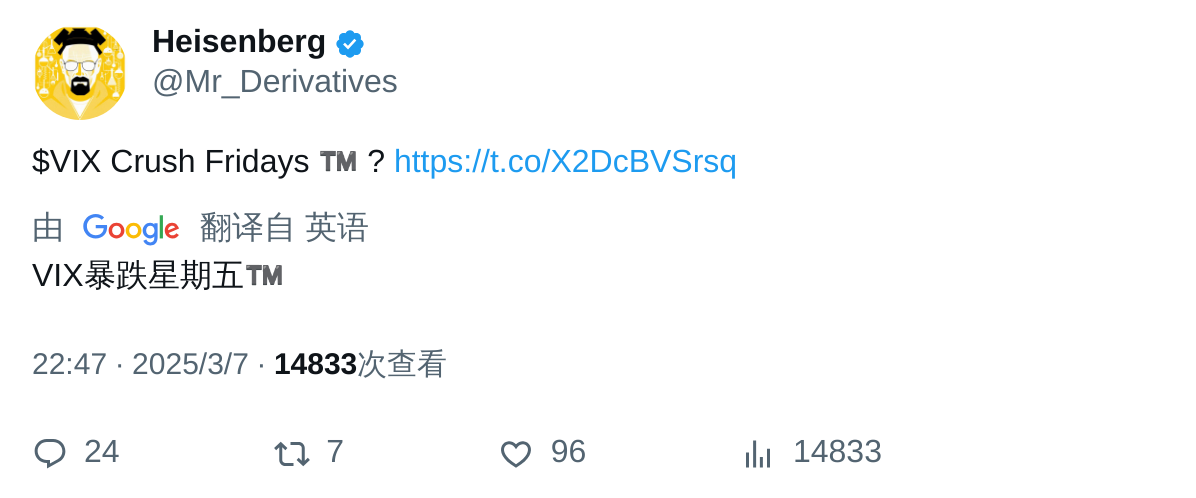 Heisenberg
@Mr_Derivatives
$VIX Crush Fridays ™️ ? https://t.co/X2DcBVSrsq
由 Google 翻译自 英语
VIX暴跌星期五™️
22:47 · 2025/3/7 · 14833次查看
24 7 96 14833